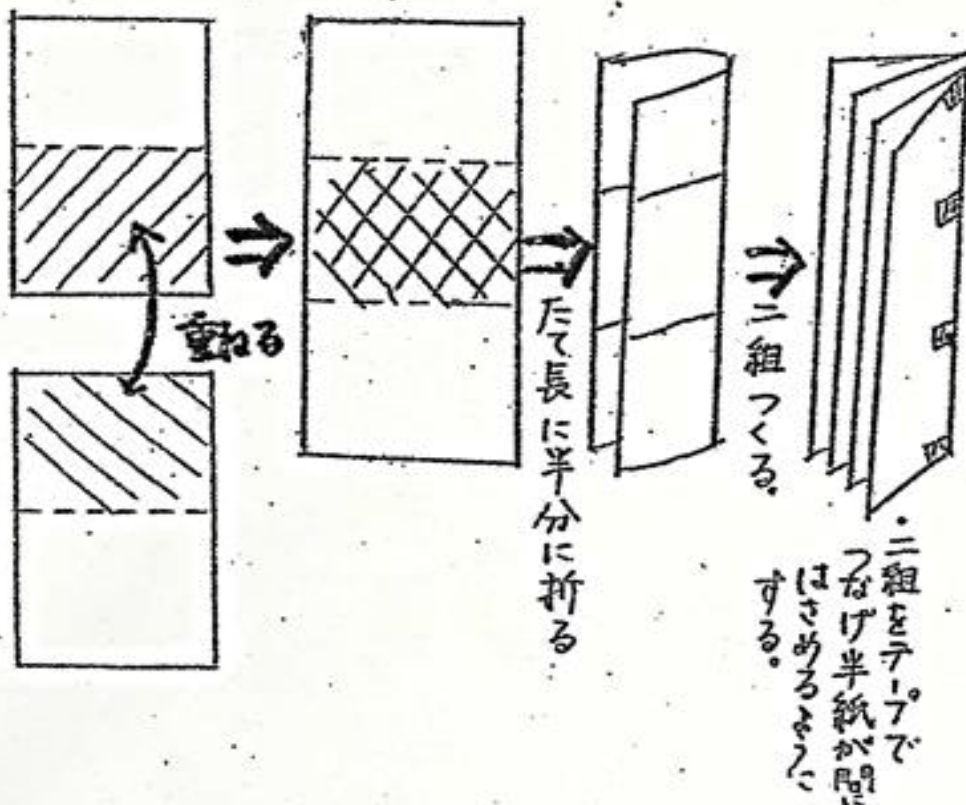 重ねる
たて長に半分に折る
二組つくる。
・二組をテープで
つなげ半紙が間に
はさめるように
する。